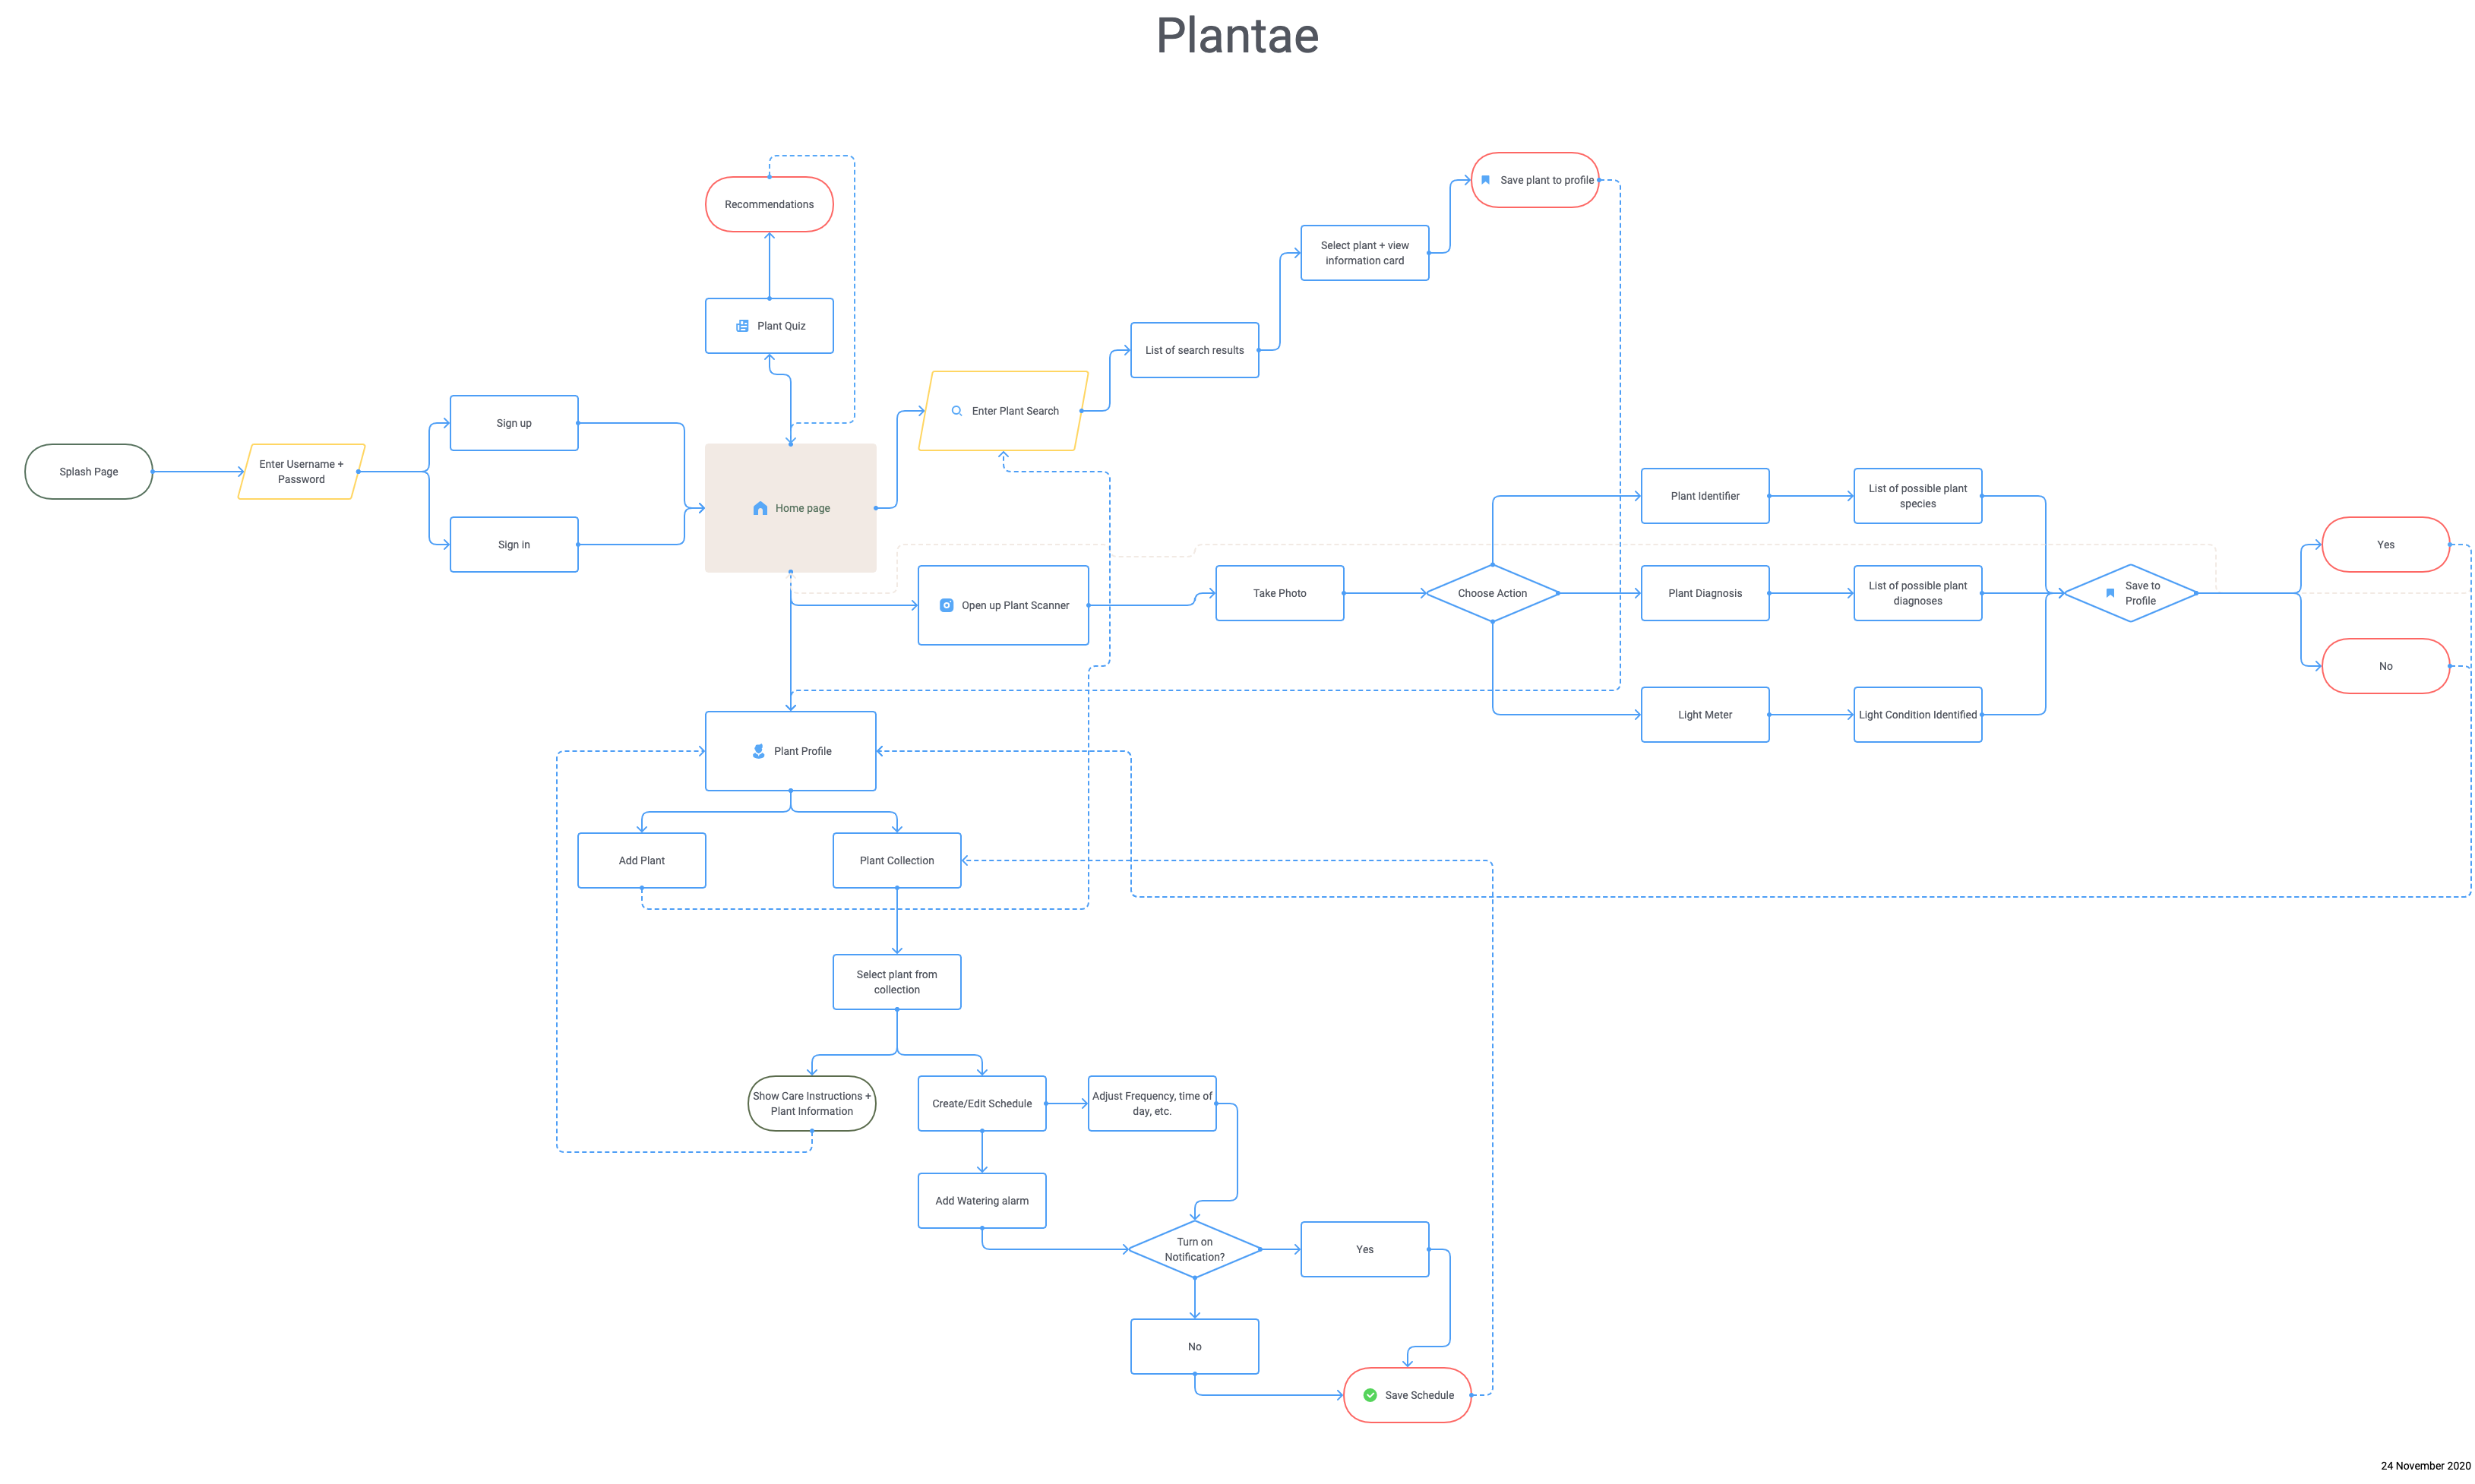 Plantae
Save plant to profile
Recommendations
Select plant + view
information card
Plant Quiz
List of search results
Enter Plant Search
Sign up
Splash Page
Enter Username +
Password
Sign in
Home page
Open up Plant Scanner
Take Photo
Choose Action
Plant Identifier
List of possible plant
species
Plant Diagnosis
List of possible plant
diagnoses
Light Meter
Light Condition Identified
Save to
Profile
Yes
No
Plant Profile
Add Plant
Plant Collection
Select plant from
collection
Show Care Instructions +
Plant Information
Create/Edit Schedule
Adjust Frequency, time of
day, etc.
Add Watering alarm
Turn on
Notification?
Yes
No
Save Schedule
24 November 2020